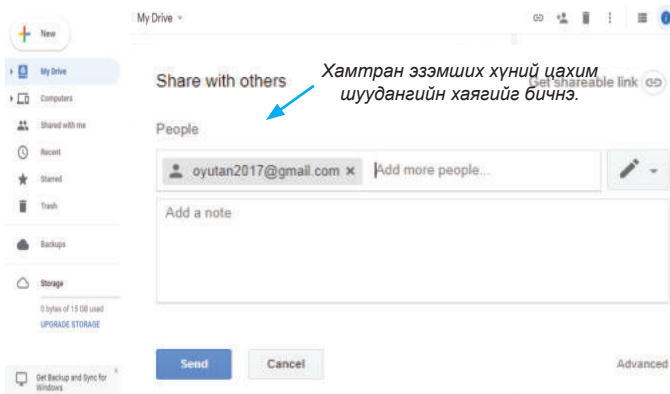 New
My Drive
Computers
Shared with me
Recent
Starred
Trash
Backups
Storage
0 bytes of 15 GB used
UPGRADE STORAGE
Get Backup and Sync for
Windows
My Drive
Share with others
Get shareable link
Хамтран эзэмших хүний цахим
шуудангийн хаягийг бичнэ.
People
oyutan2017@gmail.com × Add more people...
Add a note
Send Cancel Advanced